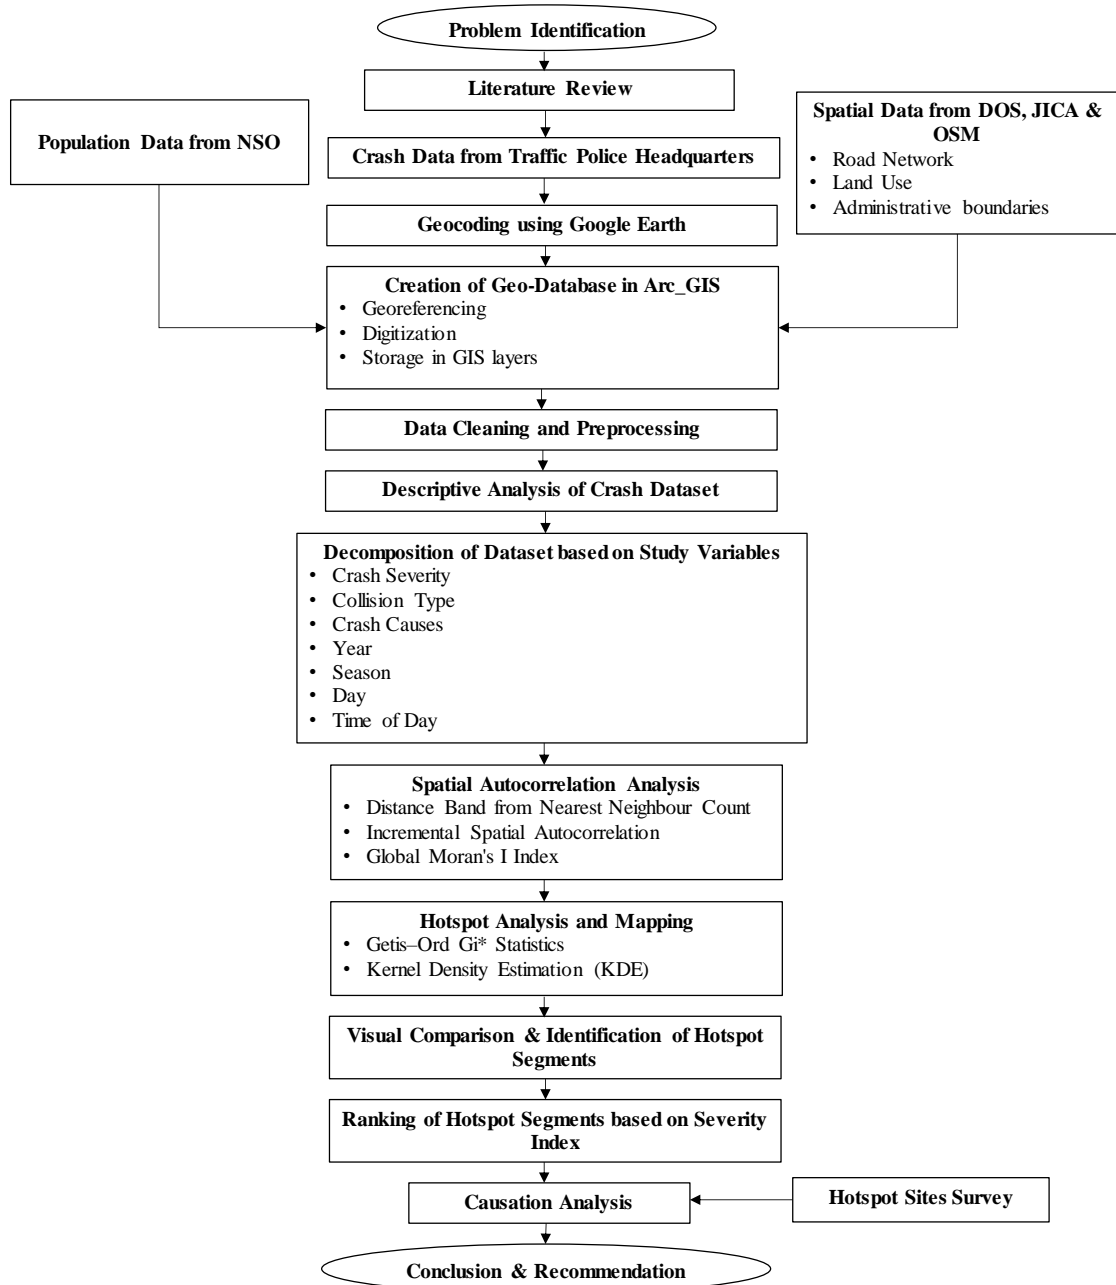 Problem Identification
Literature Review
Population Data from NSO
Spatial Data from DOS, JICA &
OSM
• Road Network
• Land Use
• Administrative boundaries
Crash Data from Traffic Police Headquarters
Geocoding using Google Earth
Creation of Geo-Database in Arc_GIS
• Georeferencing
• Digitization
• Storage in GIS layers
Data Cleaning and Preprocessing
Descriptive Analysis of Crash Dataset
Decomposition of Dataset based on Study Variables
• Crash Severity
• Collision Type
• Crash Causes
• Year
• Season
• Day
• Time of Day
Spatial Autocorrelation Analysis
• Distance Band from Nearest Neighbour Count
• Incremental Spatial Autocorrelation
• Global Moran's I Index
Hotspot Analysis and Mapping
• Getis–Ord Gi* Statistics
• Kernel Density Estimation (KDE)
Visual Comparison & Identification of Hotspot
Segments
Ranking of Hotspot Segments based on Severity
Index
Causation Analysis
Hotspot Sites Survey
Conclusion & Recommendation